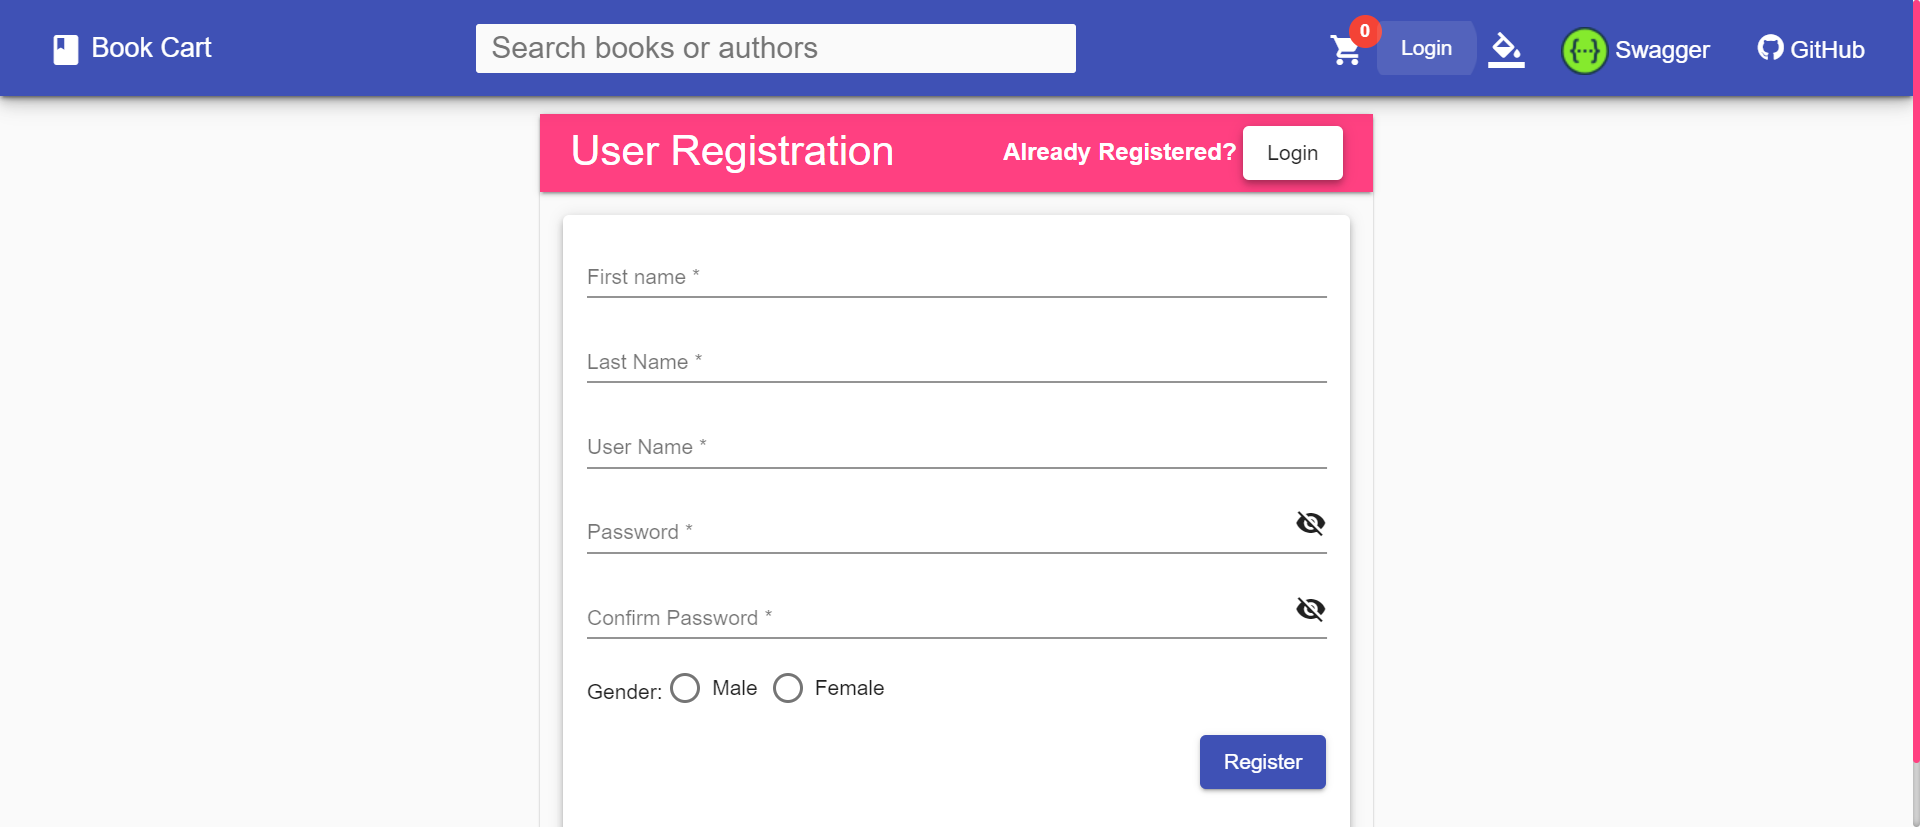 Book Cart
Search books or authors
0
Login
Swagger
GitHub
User Registration
Already Registered?
Login
First name *
Last Name *
User Name *
Password *
Confirm Password *
Gender: Male Female
Register